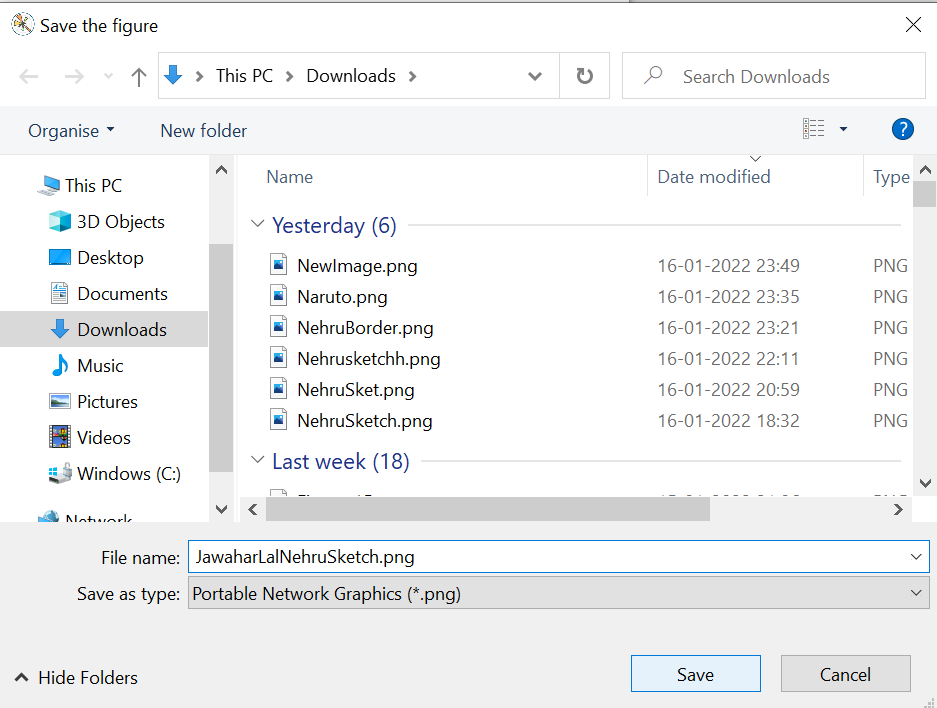 Save the figure
This PC Downloads Search Downloads
Organise New folder ?
Name Date modified Type
This PC
3D Objects
Desktop
Documents
Downloads
Music
Pictures
Videos
Windows (C:)
Network
Yesterday (6)
NewImage.png 16-01-2022 23:49 PNG
Naruto.png 16-01-2022 23:35 PNG
NehruBorder.png 16-01-2022 23:21 PNG
Nehrusketchh.png 16-01-2022 22:11 PNG
NehruSket.png 16-01-2022 20:59 PNG
NehruSketch.png 16-01-2022 18:32 PNG
Last week (18)
File name: JawaharLalNehruSketch.png
Save as type: Portable Network Graphics (*.png)
Hide Folders Save Cancel